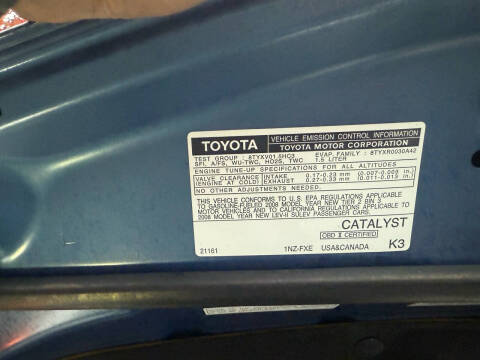 TOYOTA
VEHICLE EMISSION CONTROL INFORMATION
TOYOTA MOTOR CORPORATION
TEST GROUP : 8TYXV01.5HC3 EVAP. FAMILY : 8TYXR0030A42
SFI, A/FS, WU-TWC, HO2S, TWC 1.5 LITER
ENGINE TUNE-UP SPECIFICATIONS FOR ALL ALTITUDES
VALVE CLEARANCE INTAKE 0.17-0.23 mm (0.007-0.009 in.)
(ENGINE AT COLD) EXHAUST 0.27-0.33 mm (0.011-0.013 in.)
NO OTHER ADJUSTMENTS NEEDED.
THIS VEHICLE CONFORMS TO U.S. EPA REGULATIONS APPLICABLE
TO GASOLINE-FUELED 2008 MODEL YEAR NEW TIER 2 BIN 3
MOTOR VEHICLES AND TO CALIFORNIA REGULATIONS APPLICABLE TO
2008 MODEL YEAR NEW LEV-II SULEV PASSENGER CARS.
CATALYST
OBD II CERTIFIED
21161 1NZ-FXE USA&CANADA K3